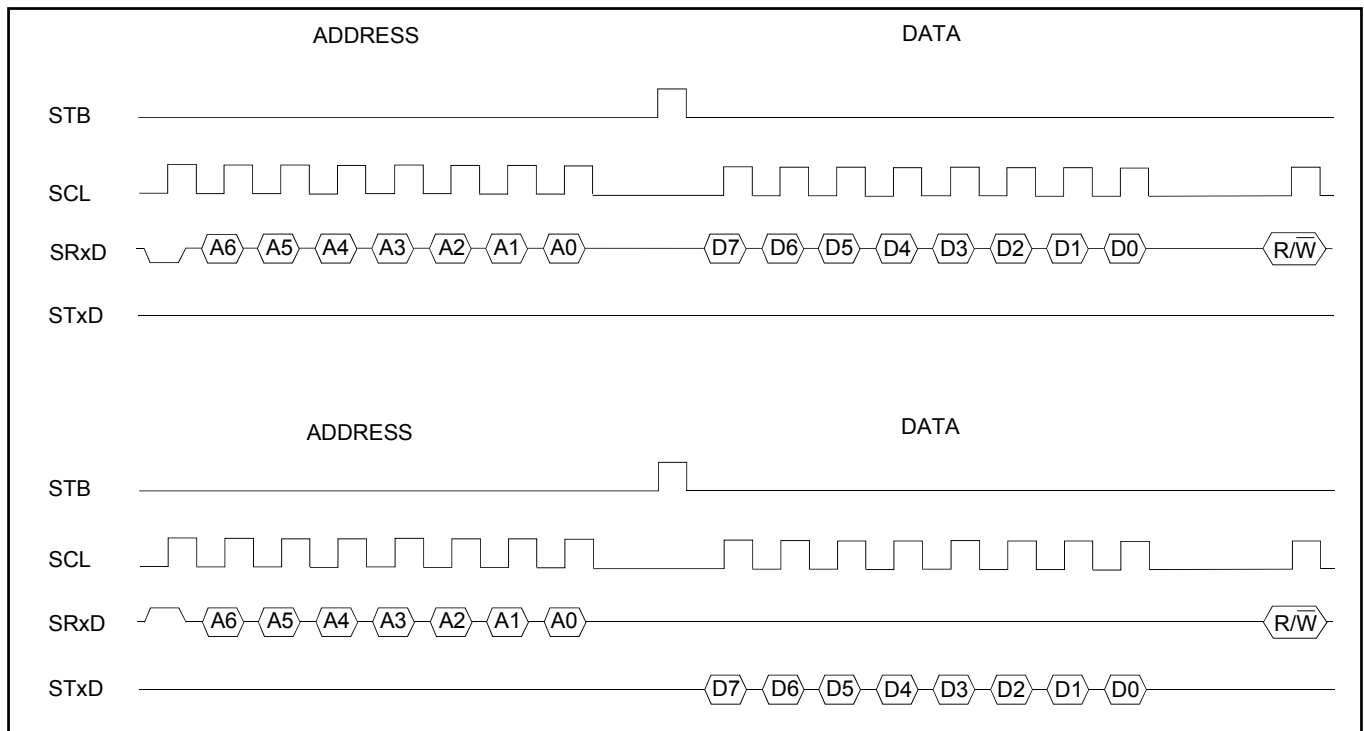 ADDRESS DATA
STB
SCL
SRxD A6 A5 A4 A3 A2 A1 A0 D7 D6 D5 D4 D3 D2 D1 D0 R/W̅
STxD
ADDRESS DATA
STB
SCL
SRxD A6 A5 A4 A3 A2 A1 A0 R/W̅
STxD D7 D6 D5 D4 D3 D2 D1 D0